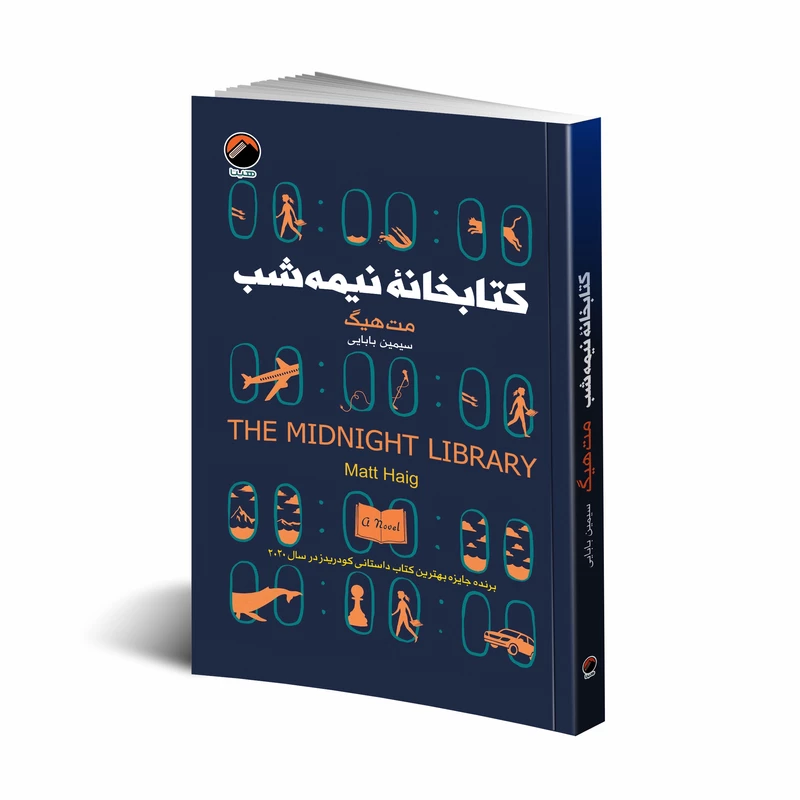 کتابخانهٔ نیمه‌شب
مت هیگ
سیمین بابایی
THE MIDNIGHT LIBRARY
Matt Haig
A Novel
برنده جایزه بهترین کتاب داستانی گودریدز در سال ۲۰۲۰
کتابخانهٔ نیمه‌شب مت هیگ سیمین بابایی